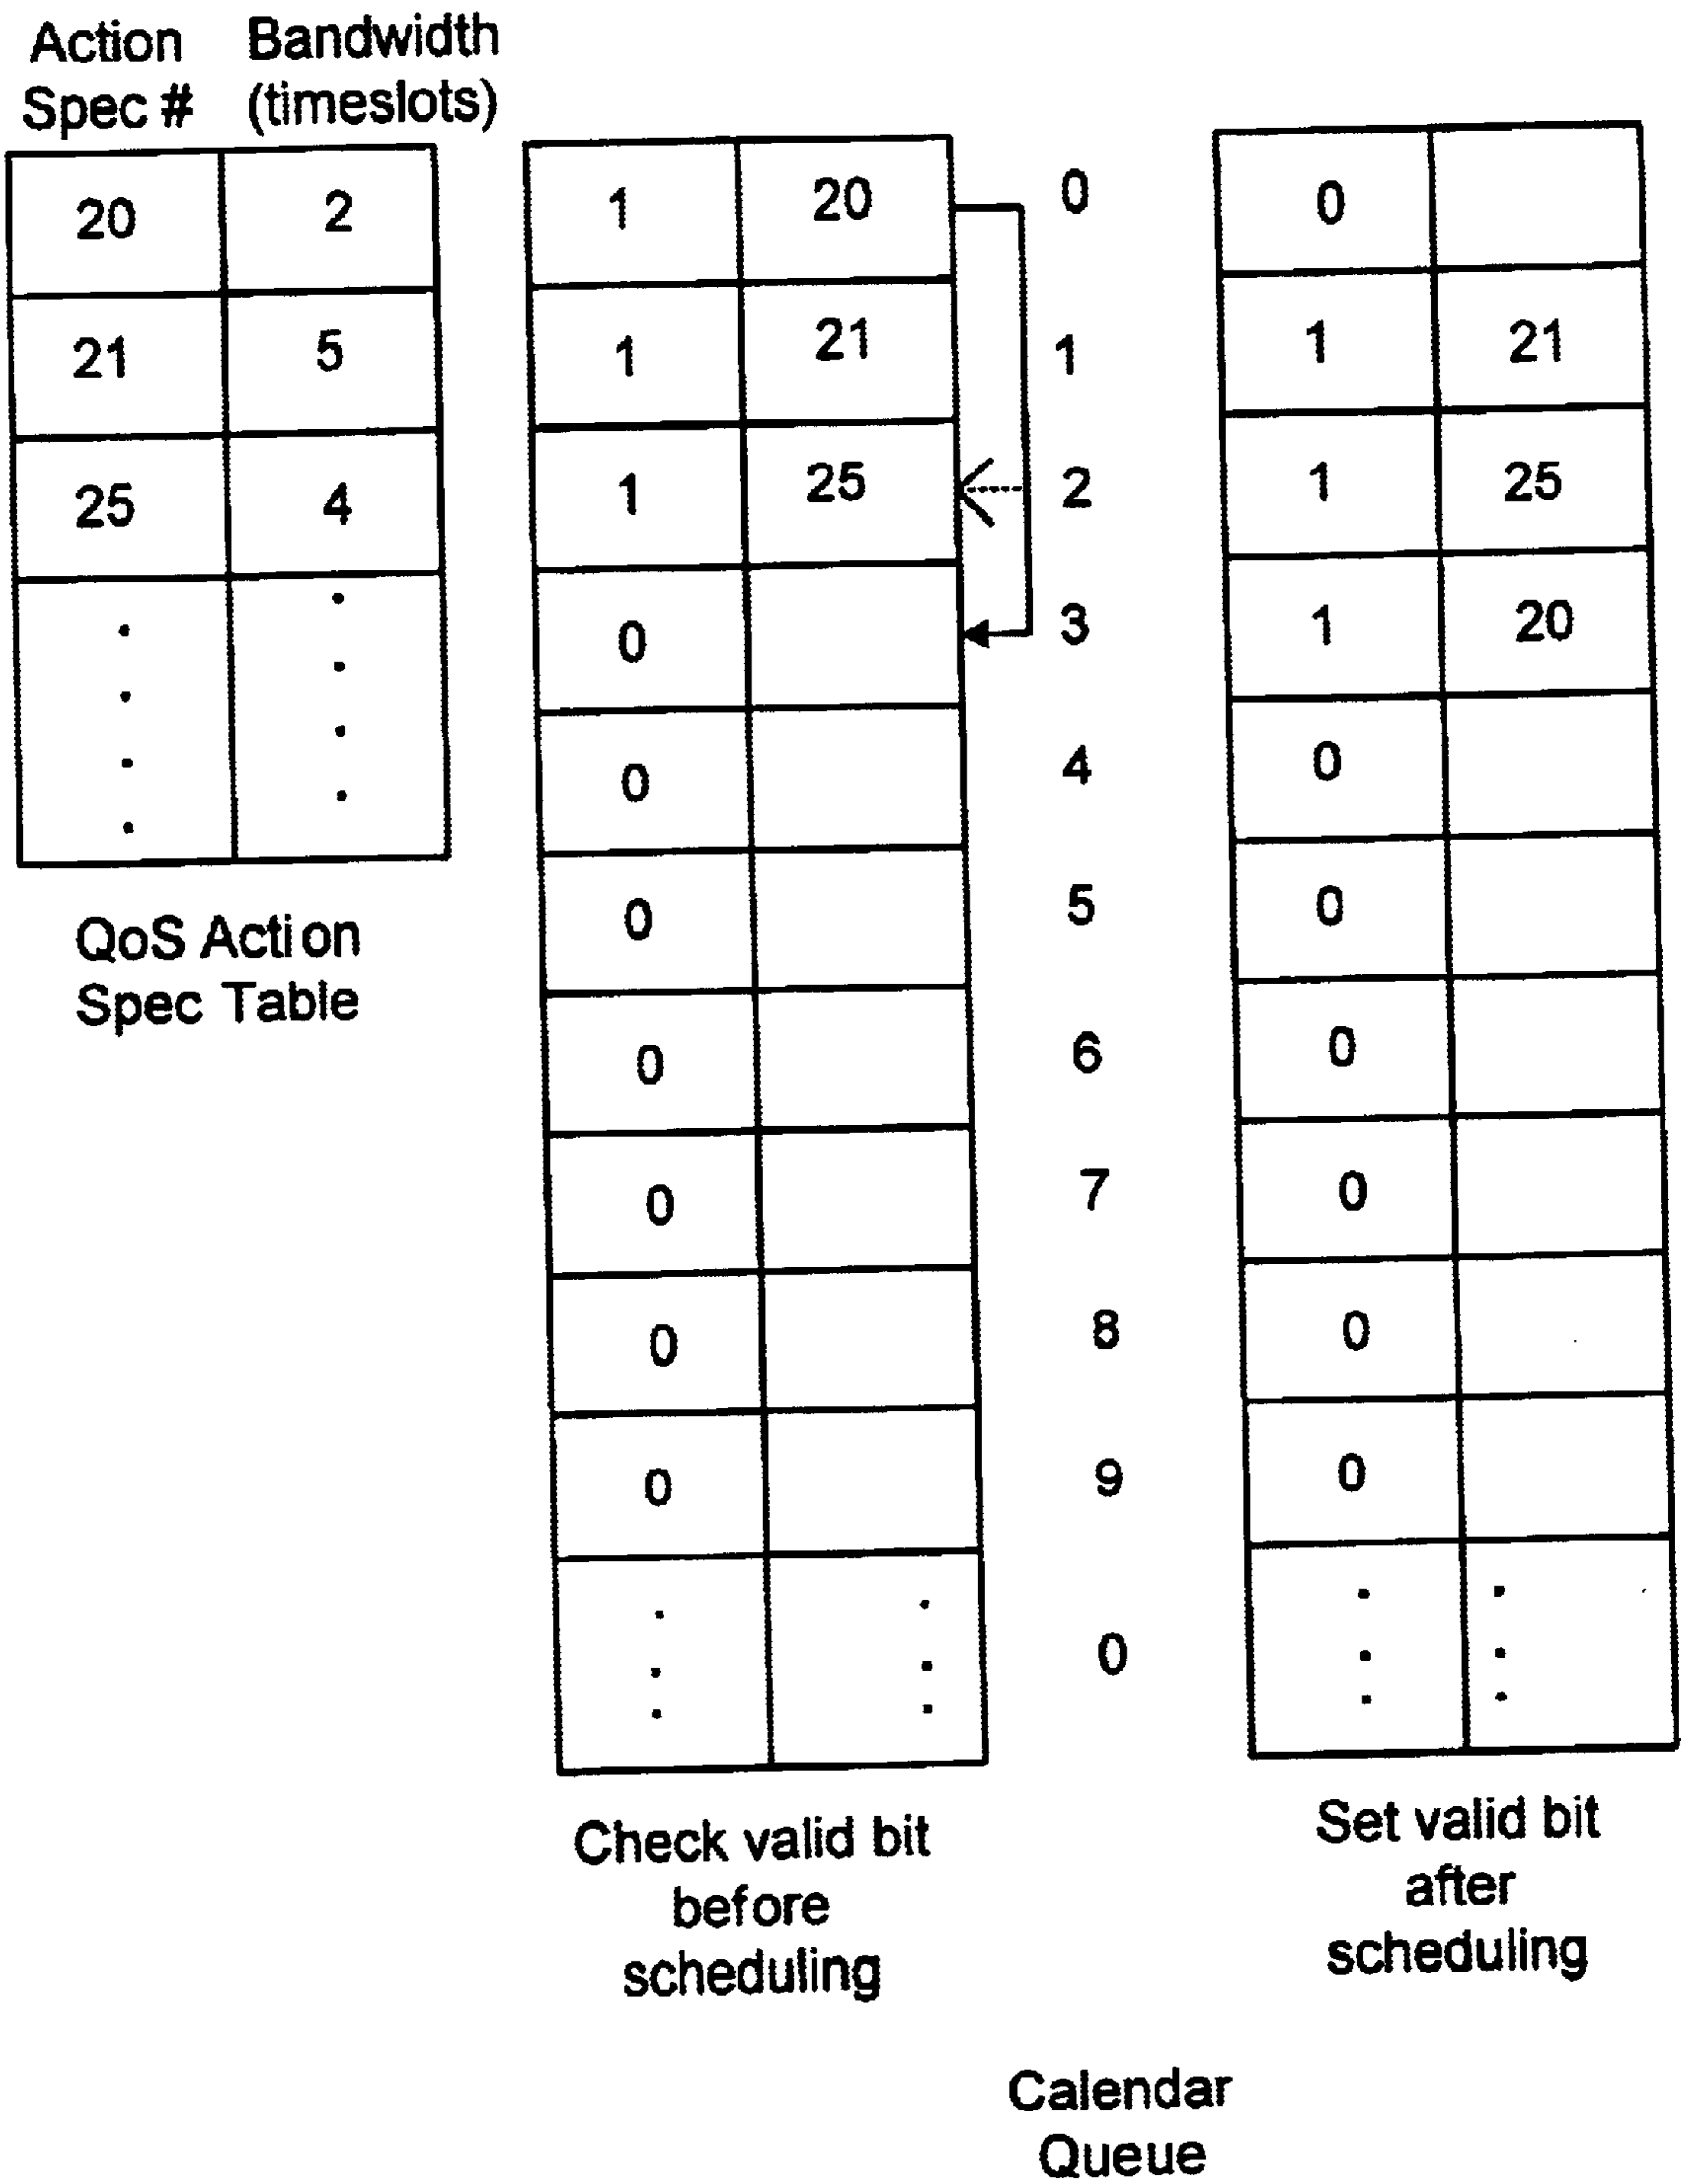 Action Bandwidth
Spec # (timeslots)
20 2
21 5
25 4
QoS Action
Spec Table
1 20 0 0
1 21 1 1 21
1 25 2 1 25
0 3 1 20
0 4 0
0 5 0
0 6 0
0 7 0
0 8 0
0 9 0
0
Check valid bit
before
scheduling
Set valid bit
after
scheduling
Calendar
Queue